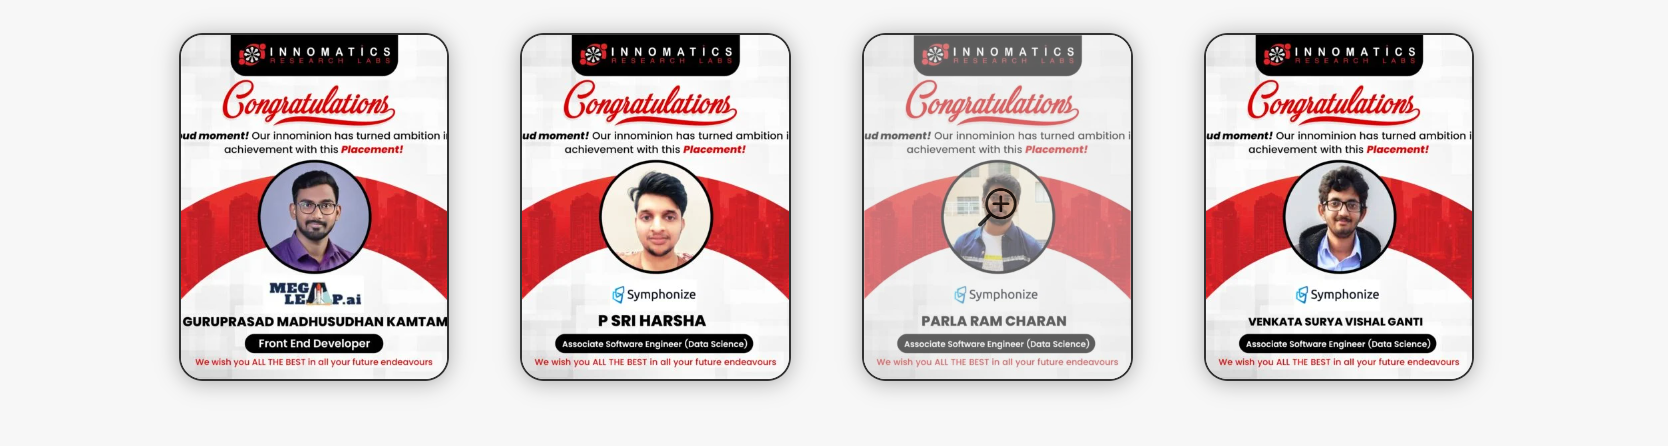 INNOMATICS
RESEARCH LABS
Congratulations
ud moment! Our innominion has turned ambition i
achievement with this Placement!
MEGA
LEAP.ai
GURUPRASAD MADHUSUDHAN KAMTAM
Front End Developer
We wish you ALL THE BEST in all your future endeavours
INNOMATICS
RESEARCH LABS
Congratulations
ud moment! Our innominion has turned ambition i
achievement with this Placement!
Symphonize
P SRI HARSHA
Associate Software Engineer (Data Science)
We wish you ALL THE BEST in all your future endeavours
INNOMATICS
RESEARCH LABS
Congratulations
ud moment! Our innominion has turned ambition i
achievement with this Placement!
Symphonize
PARLA RAM CHARAN
Associate Software Engineer (Data Science)
We wish you ALL THE BEST in all your future endeavours
INNOMATICS
RESEARCH LABS
Congratulations
ud moment! Our innominion has turned ambition i
achievement with this Placement!
Symphonize
VENKATA SURYA VISHAL GANTI
Associate Software Engineer (Data Science)
We wish you ALL THE BEST in all your future endeavours